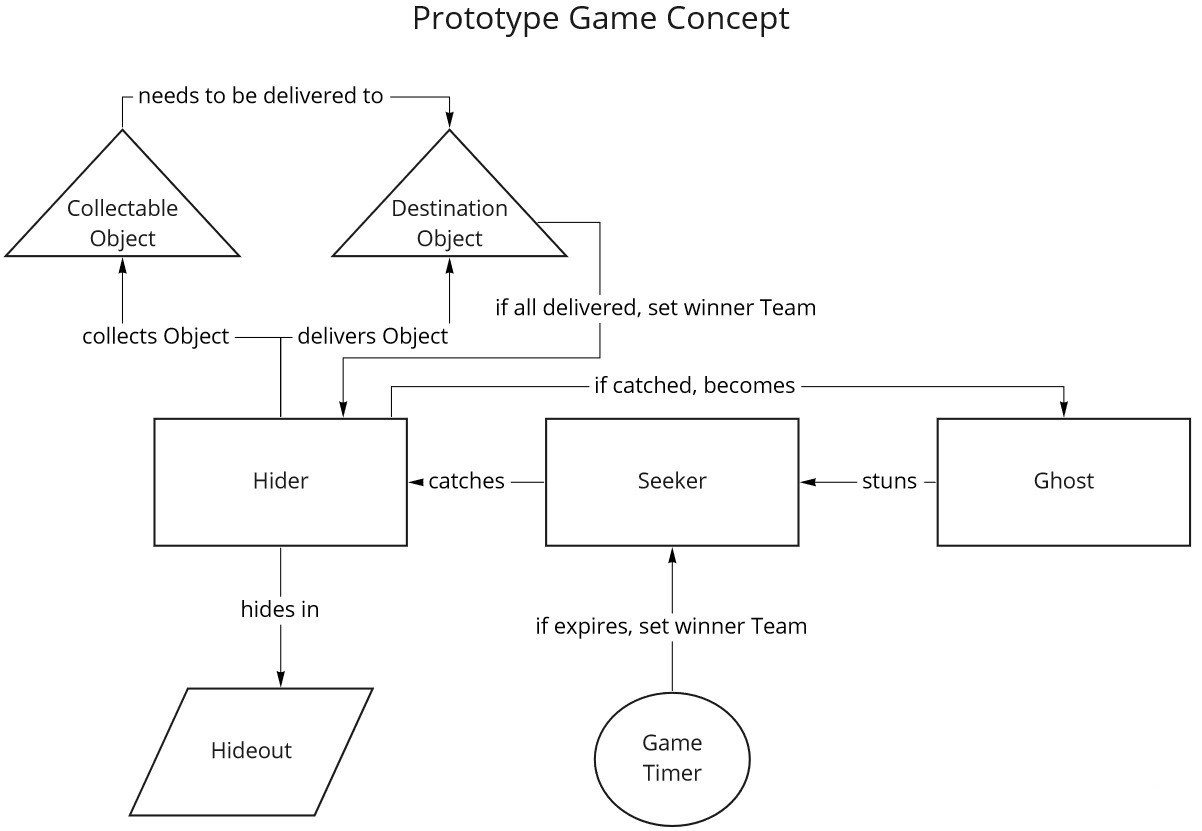 Prototype Game Concept
needs to be delivered to
Collectable
Object
Destination
Object
if all delivered, set winner Team
collects Object
delivers Object
if catched, becomes
Hider
catches
Seeker
stuns
Ghost
hides in
if expires, set winner Team
Hideout
Game
Timer